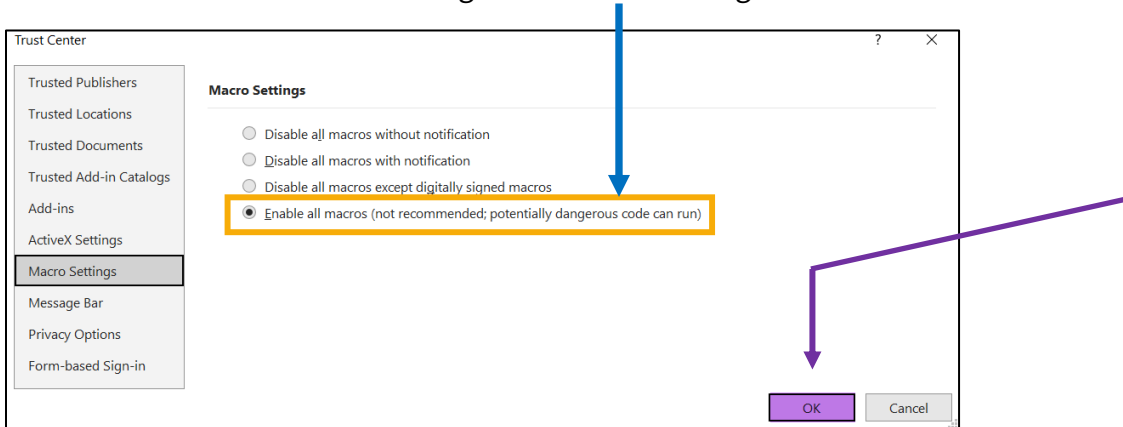 Trust Center
?
Trusted Publishers
Trusted Locations
Trusted Documents
Trusted Add-in Catalogs
Add-ins
ActiveX Settings
Macro Settings
Message Bar
Privacy Options
Form-based Sign-in
Macro Settings
Disable all macros without notification
Disable all macros with notification
Disable all macros except digitally signed macros
Enable all macros (not recommended; potentially dangerous code can run)
OK
Cancel